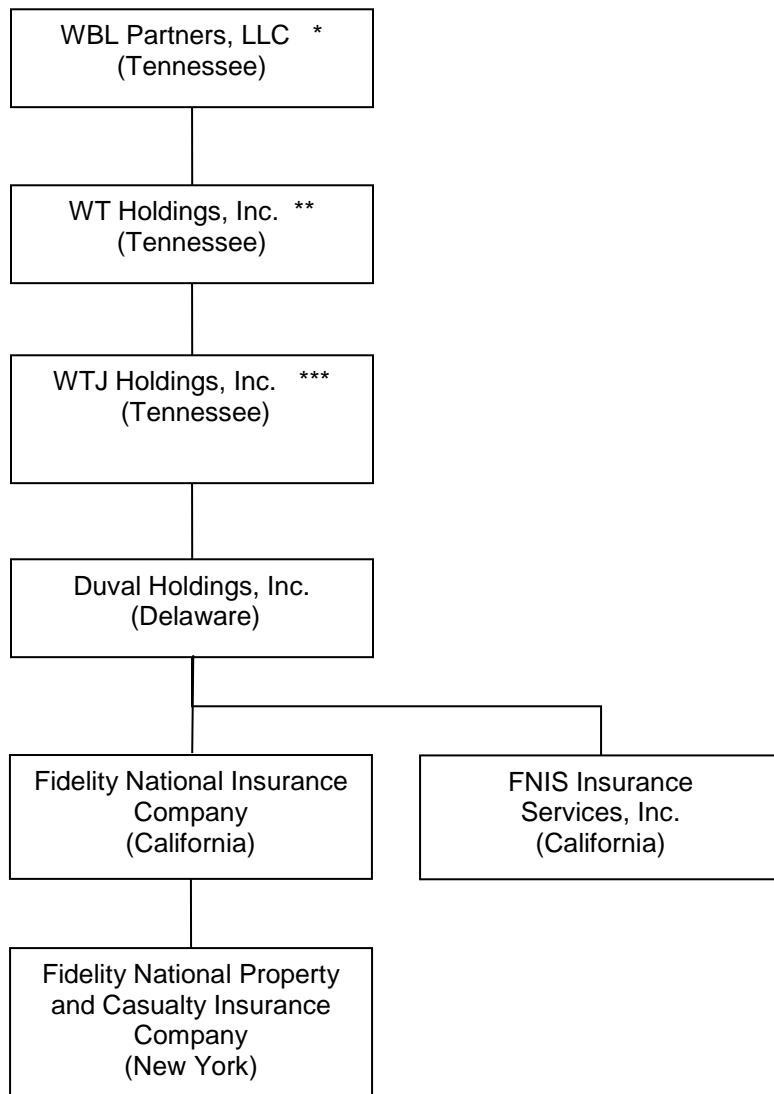 WBL Partners, LLC *
(Tennessee)
WT Holdings, Inc. **
(Tennessee)
WTJ Holdings, Inc. ***
(Tennessee)
Duval Holdings, Inc.
(Delaware)
Fidelity National Insurance
Company
(California)
FNIS Insurance
Services, Inc.
(California)
Fidelity National Property
and Casualty Insurance
Company
(New York)